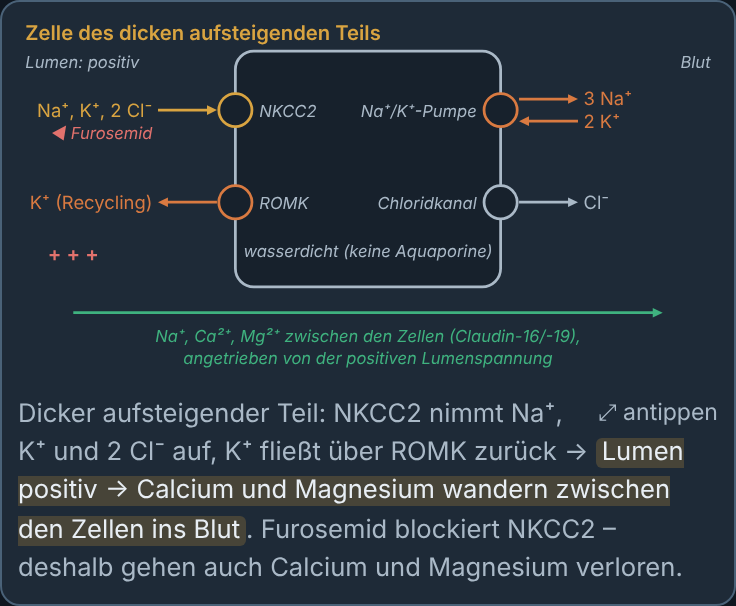 Zelle des dicken aufsteigenden Teils
Lumen: positiv
Blut
Na⁺, K⁺, 2 Cl⁻
NKCC2
Na⁺/K⁺-Pumpe
3 Na⁺
2 K⁺
◀ Furosemid
K⁺ (Recycling)
ROMK
Chloridkanal
Cl⁻
+ + +
wasserdicht (keine Aquaporine)
Na⁺, Ca²⁺, Mg²⁺ zwischen den Zellen (Claudin-16/-19),
angetrieben von der positiven Lumenspannung
Dicker aufsteigender Teil: NKCC2 nimmt Na⁺,
⤢ antippen
K⁺ und 2 Cl⁻ auf, K⁺ fließt über ROMK zurück → Lumen
positiv → Calcium und Magnesium wandern zwischen
den Zellen ins Blut. Furosemid blockiert NKCC2 –
deshalb gehen auch Calcium und Magnesium verloren.